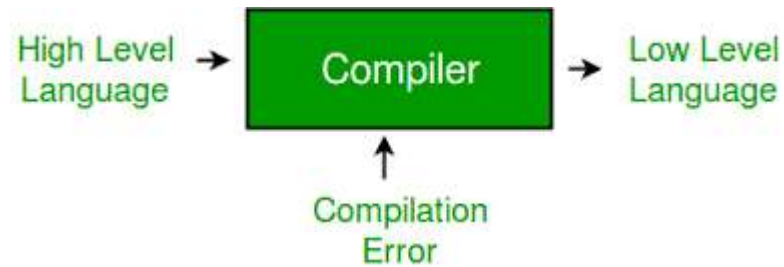 High Level
Language
Compiler
Low Level
Language
Compilation
Error